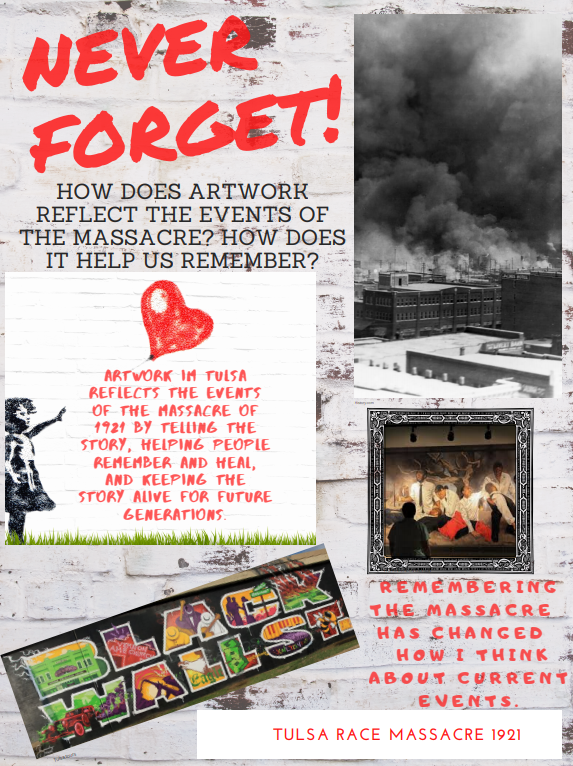 NEVER
FORGET!
HOW DOES ARTWORK
REFLECT THE EVENTS OF
THE MASSACRE? HOW DOES
IT HELP US REMEMBER?
ARTWORK IM TULSA
REFLECTS THE EVENTS
OF THE MASSACRE OF
1921 BY TELLING THE
STORY, HELPING PEOPLE
REMEMBER AND HEAL,
AND KEEPING THE
STORY ALIVE FOR FUTURE
GENERATIONS.
BLACK
WALL ST.
REMEMBERING
THE MASSACRE
HAS CHANGED
HOW I THINK
ABOUT CURRENT
EVENTS.
TULSA RACE MASSACRE 1921